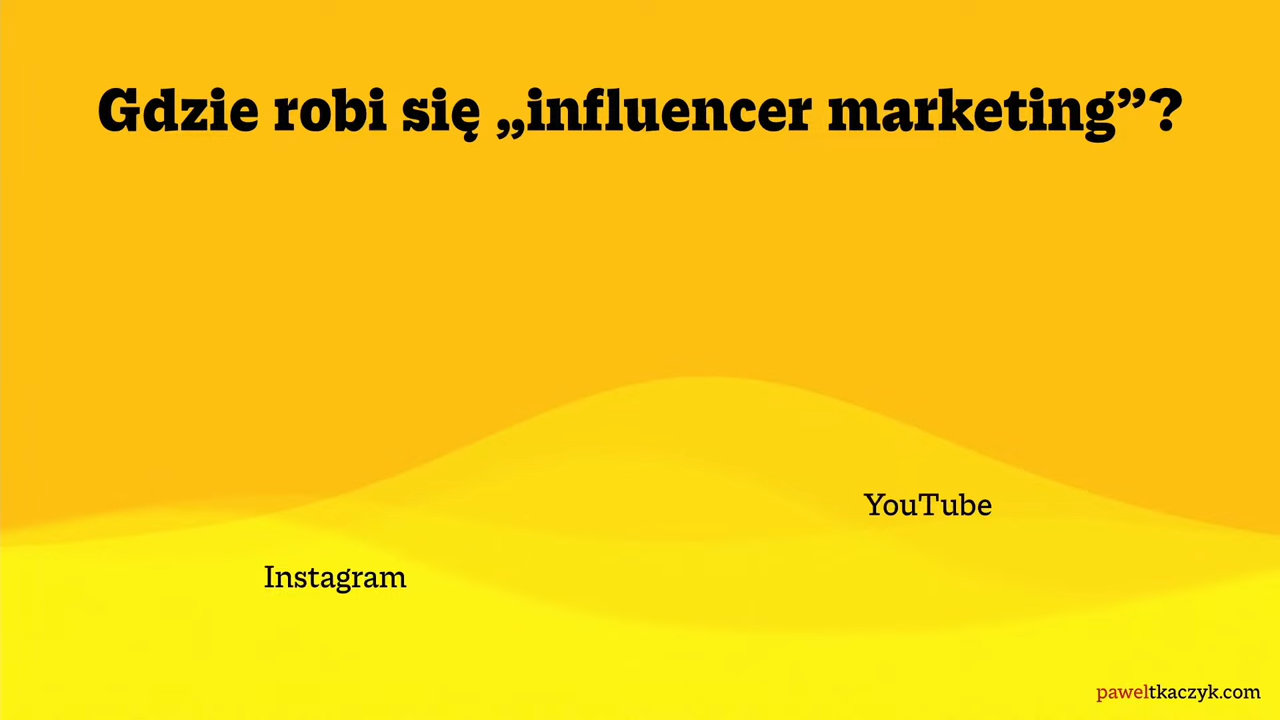 Gdzie robi się „influencer marketing”?
YouTube
Instagram
paweltkaczyk.com